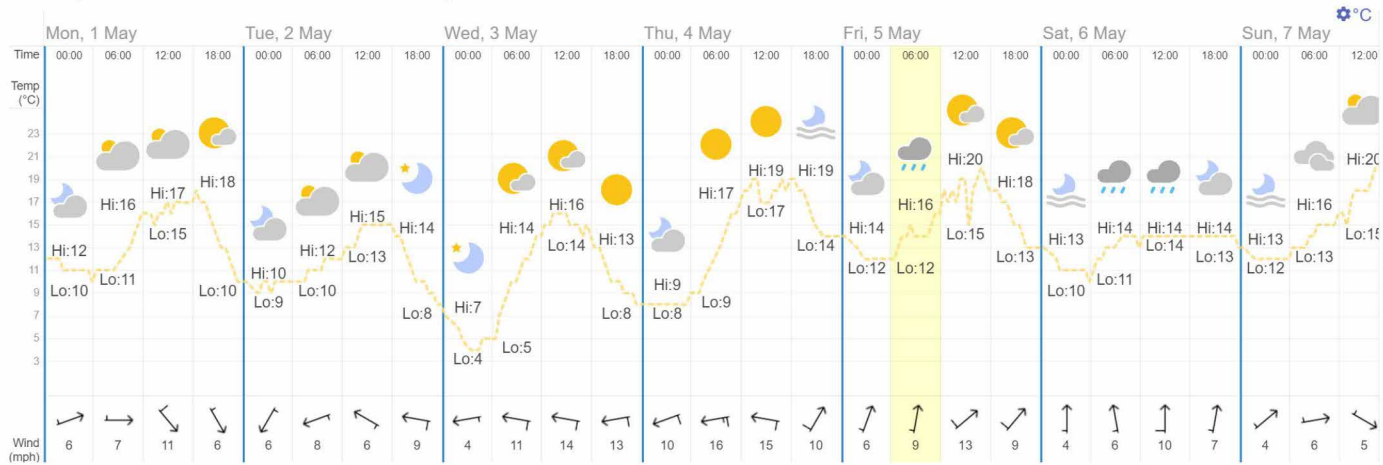 °C
Mon, 1 May Tue, 2 May Wed, 3 May Thu, 4 May Fri, 5 May Sat, 6 May Sun, 7 May
Time 00:00 06:00 12:00 18:00 00:00 06:00 12:00 18:00 00:00 06:00 12:00 18:00 00:00 06:00 12:00 18:00 00:00 06:00 12:00 18:00 00:00 06:00 12:00 18:00 00:00 06:00 12:00
Temp
(°C)
23
21
19
17
15
13
11
9
7
5
3
Hi:12 Hi:16 Hi:17 Hi:18 Hi:10 Hi:12 Hi:15 Hi:14 Hi:7 Hi:14 Hi:16 Hi:13 Hi:9 Hi:17 Hi:19 Hi:19 Hi:14 Hi:16 Hi:20 Hi:18 Hi:13 Hi:14 Hi:14 Hi:14 Hi:13 Hi:16 Hi:20
Lo:10 Lo:11 Lo:15 Lo:10 Lo:9 Lo:10 Lo:13 Lo:8 Lo:4 Lo:5 Lo:14 Lo:8 Lo:8 Lo:9 Lo:17 Lo:14 Lo:12 Lo:12 Lo:15 Lo:13 Lo:10 Lo:11 Lo:14 Lo:13 Lo:12 Lo:13 Lo:15
Wind 6 7 11 6 6 8 6 9 4 11 14 13 10 16 15 10 6 9 13 9 4 6 10 7 4 6 5
(mph)